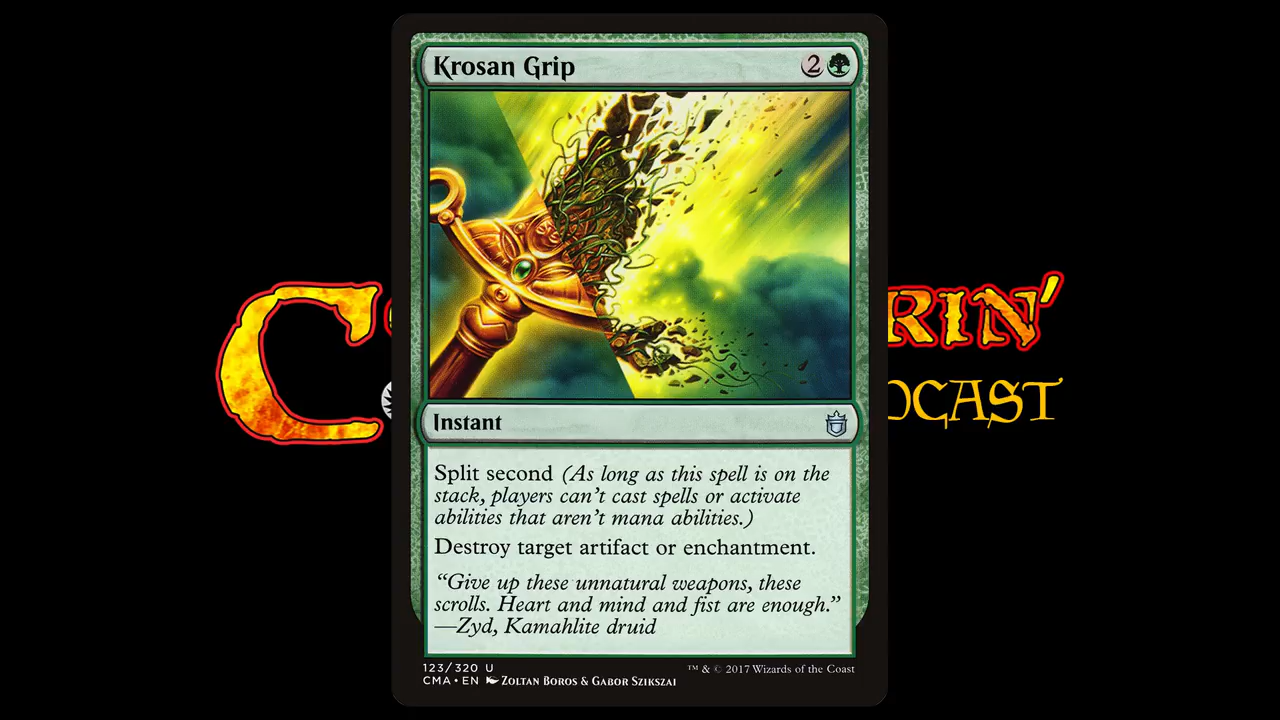 Krosan Grip 2
RIN'
CAST
Instant
Split second (As long as this spell is on the
stack, players can't cast spells or activate
abilities that aren't mana abilities.)
Destroy target artifact or enchantment.
“Give up these unnatural weapons, these
scrolls. Heart and mind and fist are enough.”
—Zyd, Kamahlite druid
123/320 U
CMA • EN Zoltan Boros & Gabor Szikszai
™ & © 2017 Wizards of the Coast